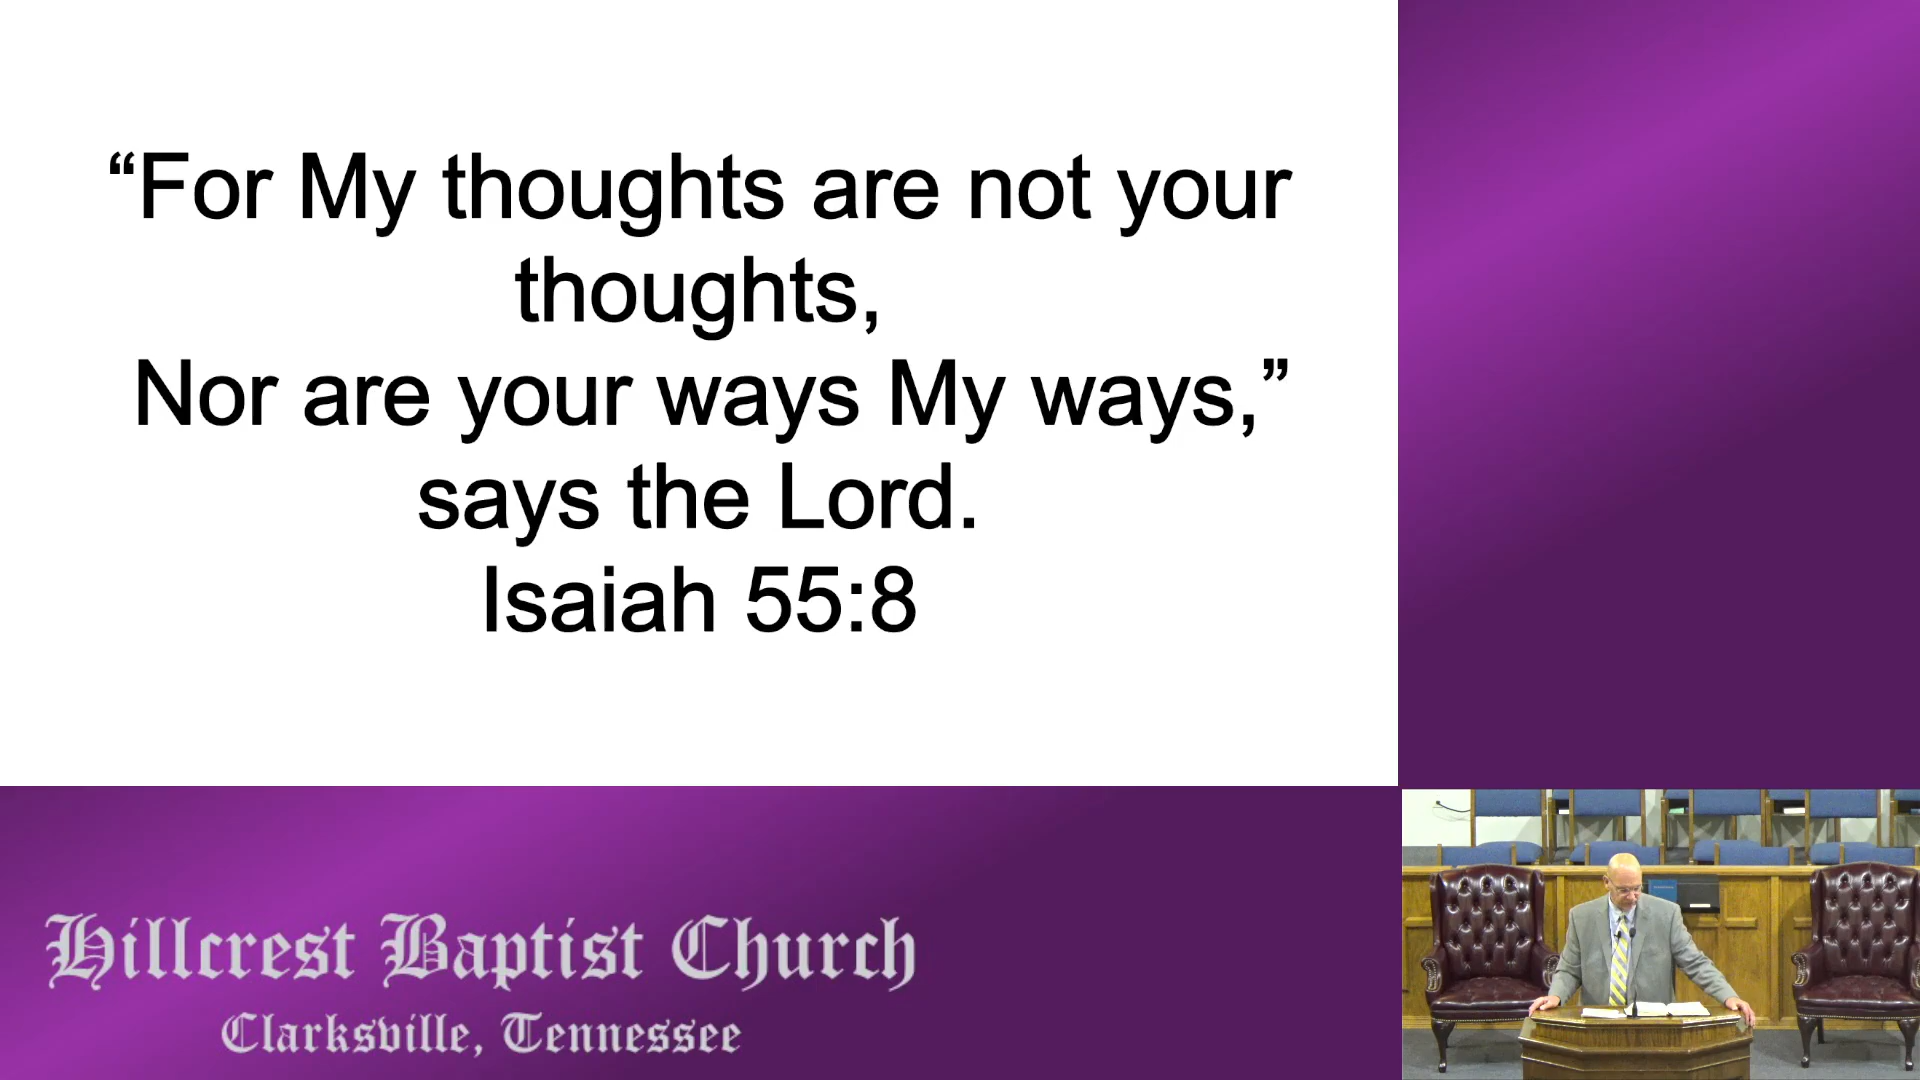 “For My thoughts are not your
thoughts,
Nor are your ways My ways,”
says the Lord.
Isaiah 55:8
Hillcrest Baptist Church
Clarksville, Tennessee